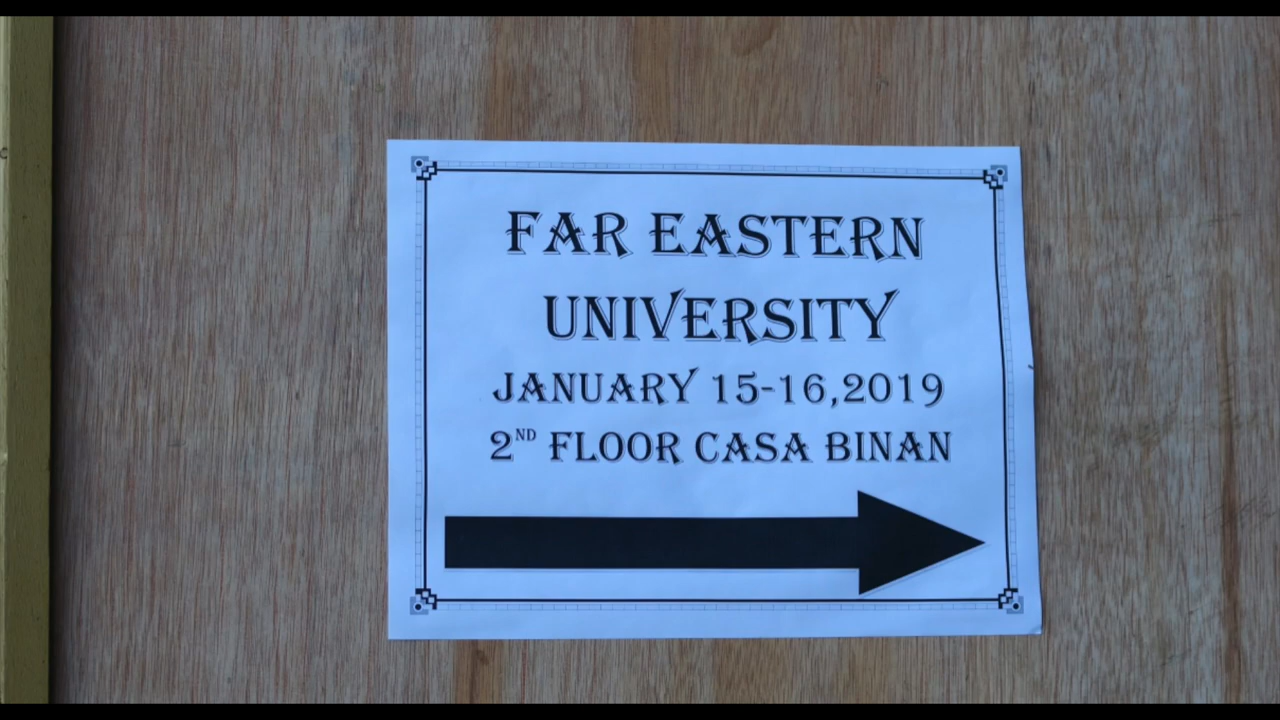 FAR EASTERN
UNIVERSITY
JANUARY 15-16,2019
2ND FLOOR CASA BINAN